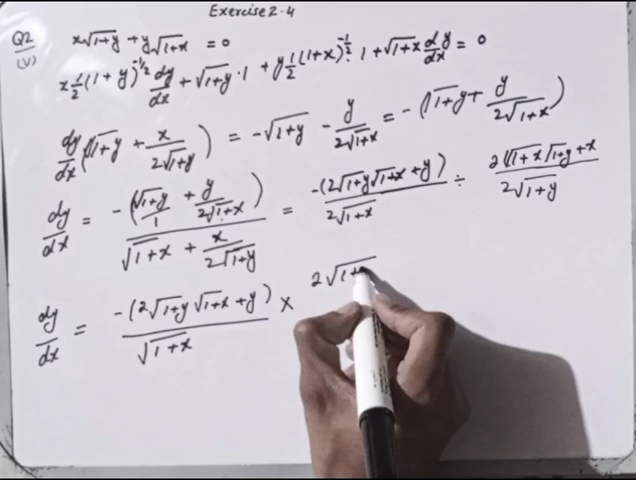 Exercise 2.4
Q2 (v) x√1+y + y√1+x = 0
x 1/2 (1+y)^-1/2 dy/dx + √1+y · 1 + y 1/2 (1+x)^-1/2 · 1 + √1+x dy/dx = 0
dy/dx (√1+y + x/2√1+y) = -√1+y - y/2√1+x = -(√1+y + y/2√1+x)
dy/dx = -(√1+y/1 + y/2√1+x) / √1+x + x/2√1+y = -(2√1+y√1+x + y) / 2√1+x ÷ 2√1+x√1+y + x / 2√1+y
dy/dx = -(2√1+y√1+x + y) / √1+x × 2√1+